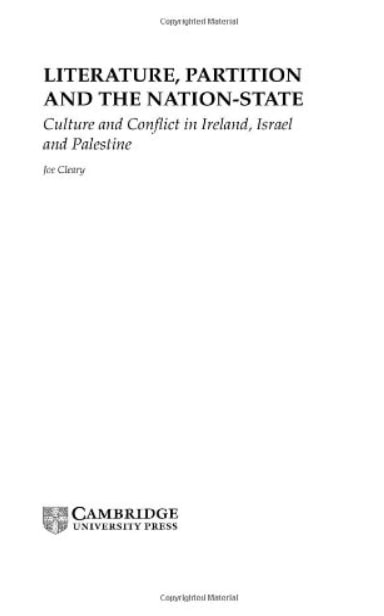 Copyrighted Material
LITERATURE, PARTITION
AND THE NATION-STATE
Culture and Conflict in Ireland, Israel
and Palestine
Joe Cleary
CAMBRIDGE
UNIVERSITY PRESS
Copyrighted Material